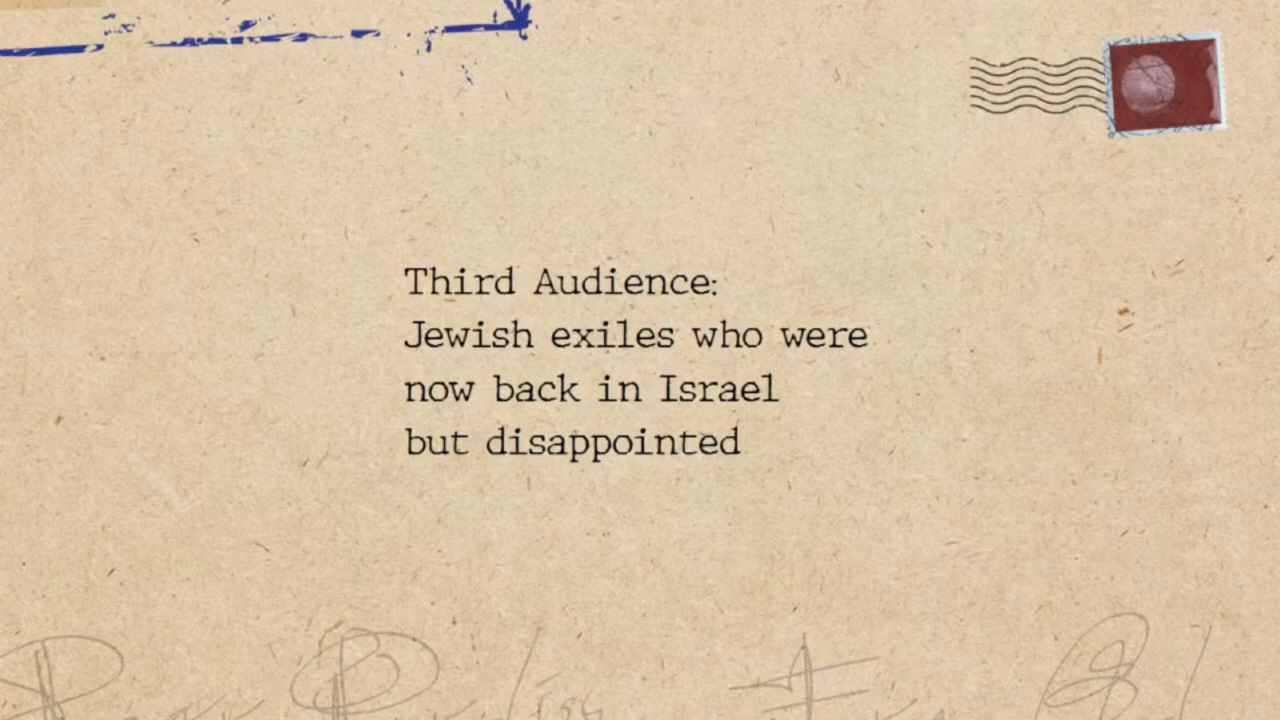 Third Audience:
Jewish exiles who were
now back in Israel
but disappointed